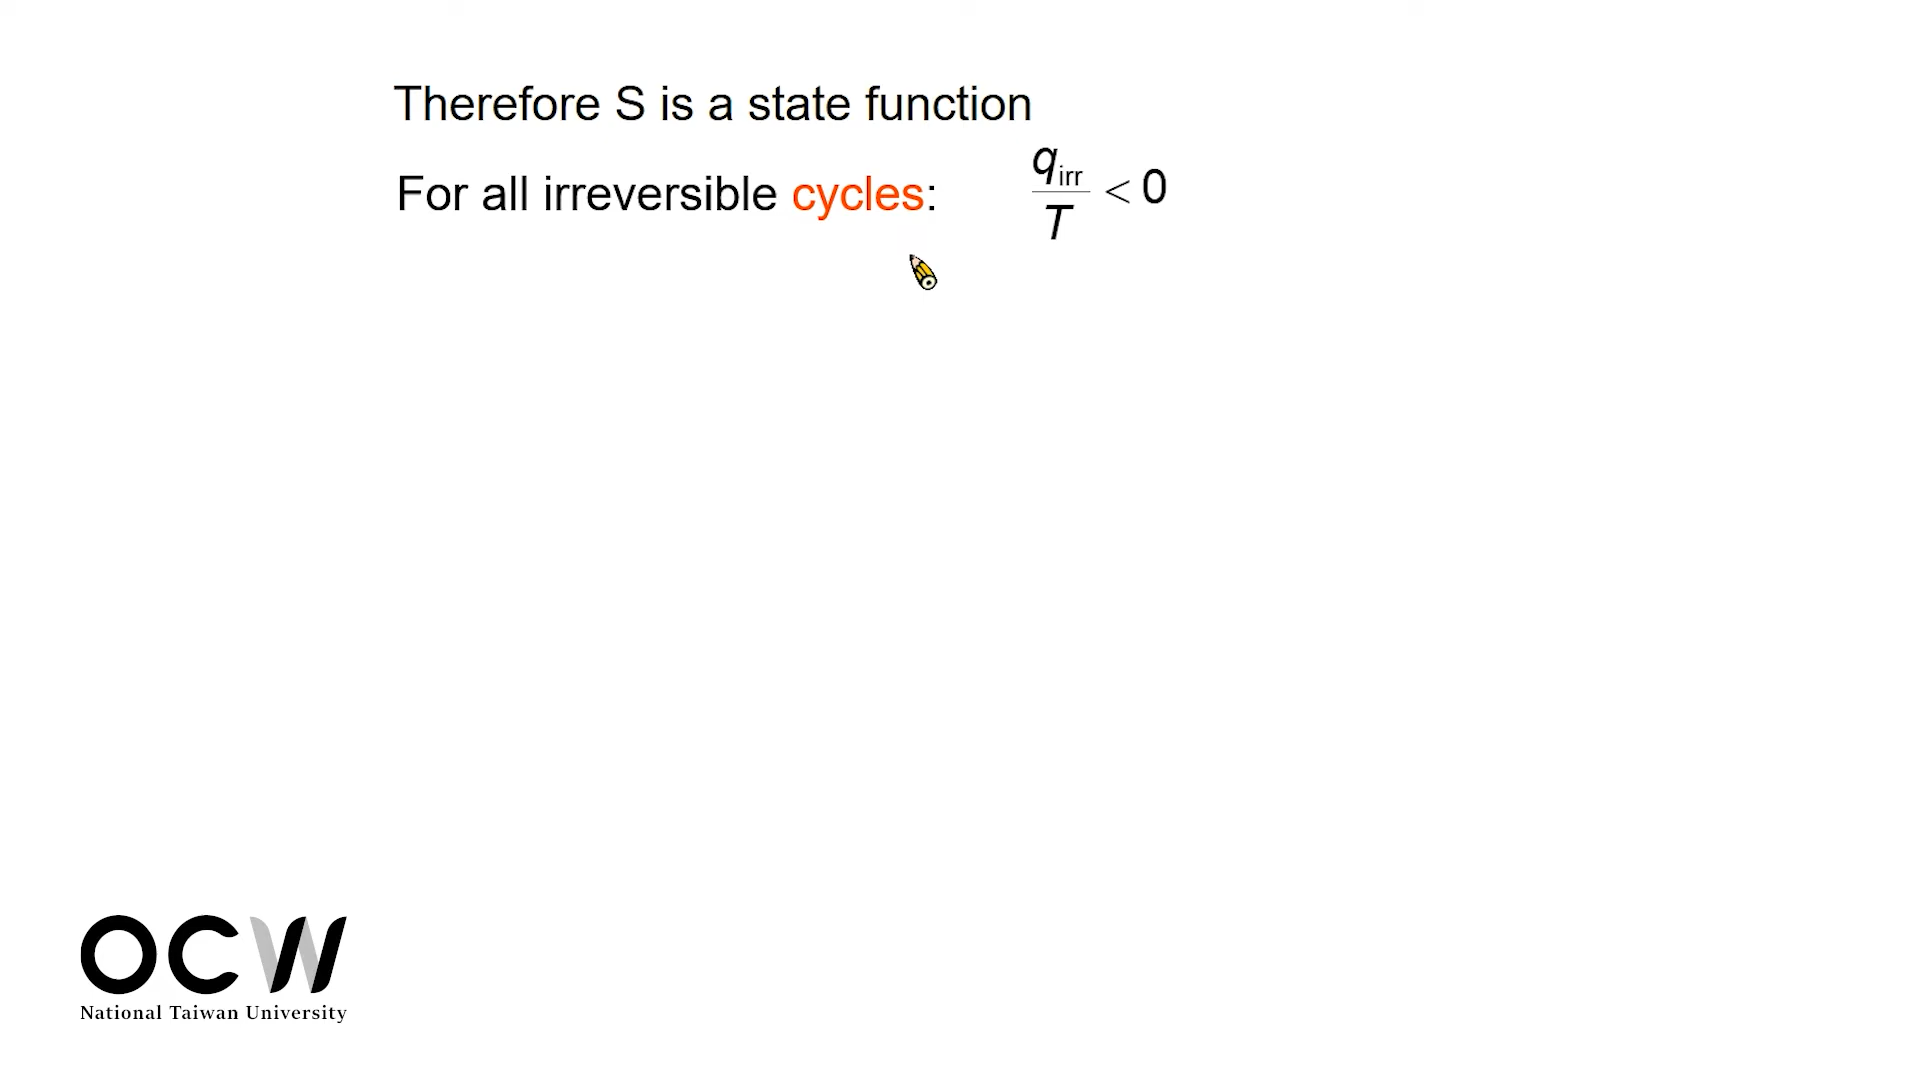 Therefore S is a state function
For all irreversible cycles: q_irr/T < 0
OCW
National Taiwan University